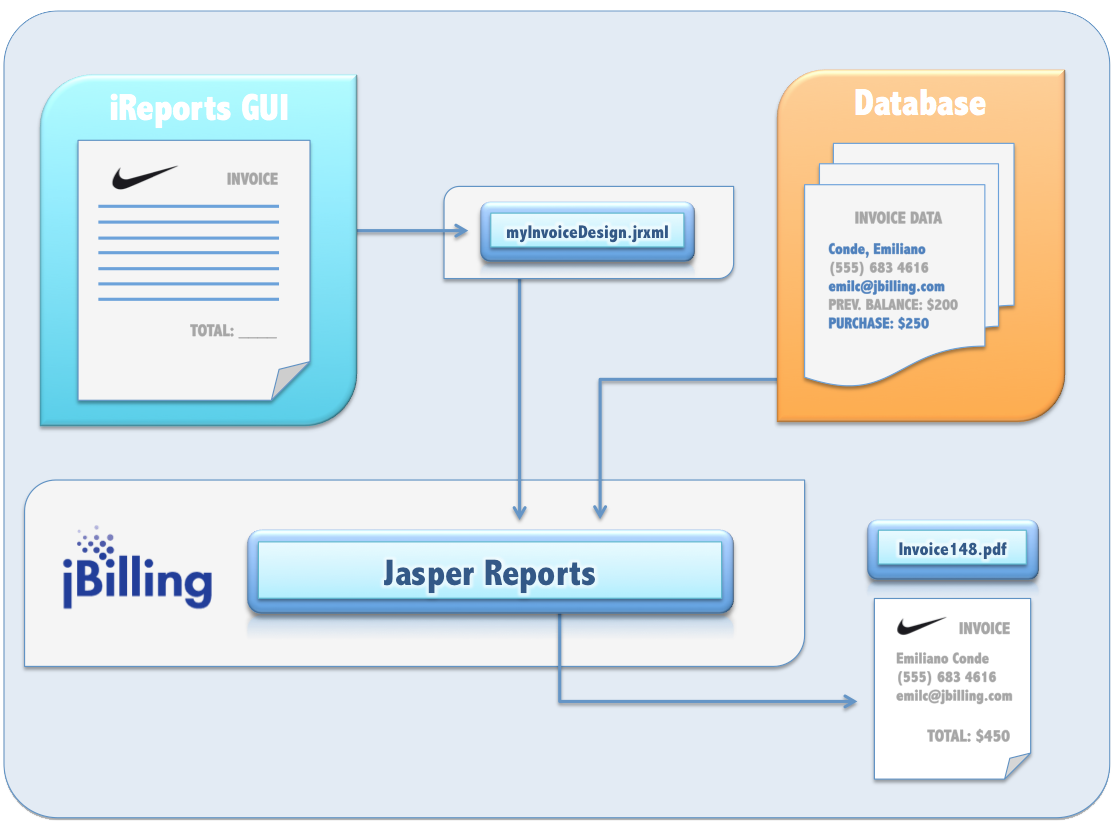 iReports GUI
INVOICE
TOTAL: _____
myInvoiceDesign.jrxml
Database
INVOICE DATA
Conde, Emiliano
(555) 683 4616
emilc@jbilling.com
PREV. BALANCE: $200
PURCHASE: $250
jBilling
Jasper Reports
Invoice148.pdf
INVOICE
Emiliano Conde
(555) 683 4616
emilc@jbilling.com
TOTAL: $450